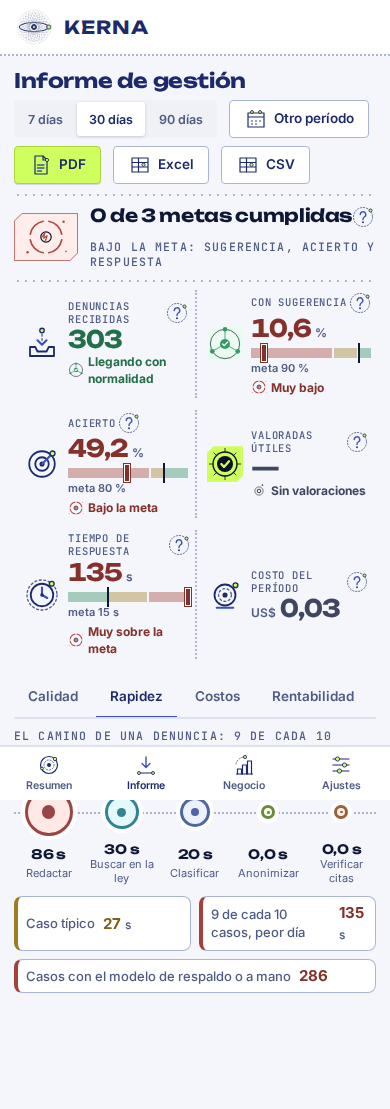 KERNA
Informe de gestión
7 días
30 días
90 días
Otro período
PDF
Excel
CSV
0 de 3 metas cumplidas
BAJO LA META: SUGERENCIA, ACIERTO Y
RESPUESTA
DENUNCIAS
RECIBIDAS
303
Llegando con
normalidad
CON SUGERENCIA
10,6 %
meta 90 %
Muy bajo
ACIERTO
49,2 %
meta 80 %
Bajo la meta
VALORADAS
ÚTILES
—
Sin valoraciones
TIEMPO DE
RESPUESTA
135 s
meta 15 s
Muy sobre la
meta
COSTO DEL
PERÍODO
US$ 0,03
Calidad
Rapidez
Costos
Rentabilidad
EL CAMINO DE UNA DENUNCIA: 9 DE CADA 10
Resumen
Informe
Negocio
Ajustes
86 s
Redactar
30 s
Buscar en la
ley
20 s
Clasificar
0,0 s
Anonimizar
0,0 s
Verificar
citas
Caso típico 27 s
9 de cada 10
casos, peor día
135
s
Casos con el modelo de respaldo o a mano 286